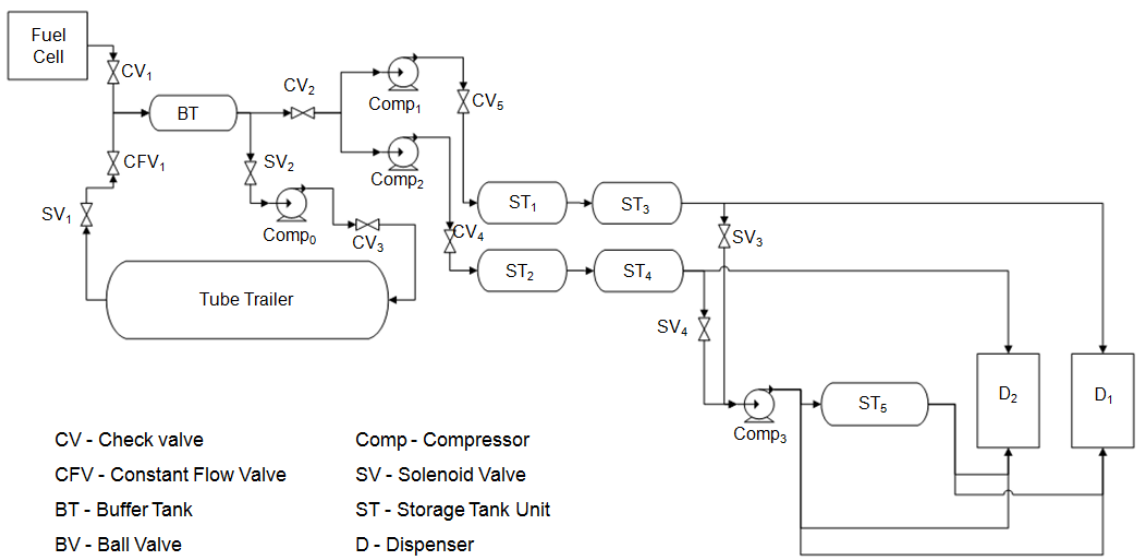 Fuel
Cell
CV₁
CV₂
Comp₁
CV₅
BT
CFV₁
SV₂
Comp₂
SV₁
Comp₀
CV₃
CV₄
ST₁
ST₃
SV₃
ST₂
ST₄
Tube Trailer
SV₄
D₂
D₁
ST₅
Comp₃
CV - Check valve
Comp - Compressor
CFV - Constant Flow Valve
SV - Solenoid Valve
BT - Buffer Tank
ST - Storage Tank Unit
BV - Ball Valve
D - Dispenser